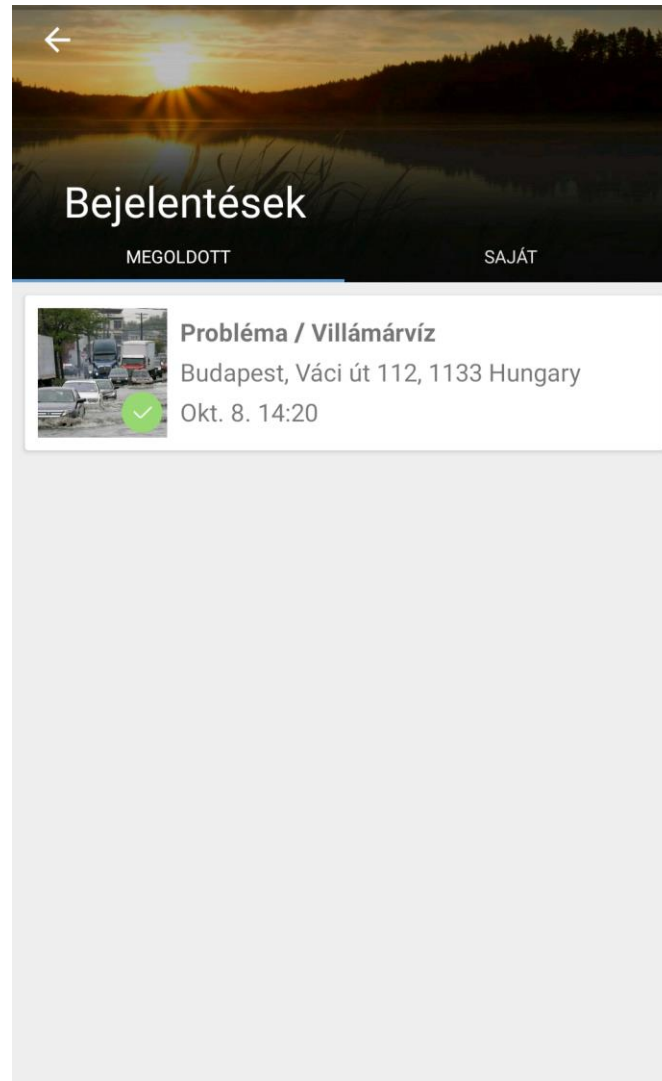 Bejelentések
MEGOLDOTT SAJÁT
Probléma / Villámárvíz
Budapest, Váci út 112, 1133 Hungary
Okt. 8. 14:20